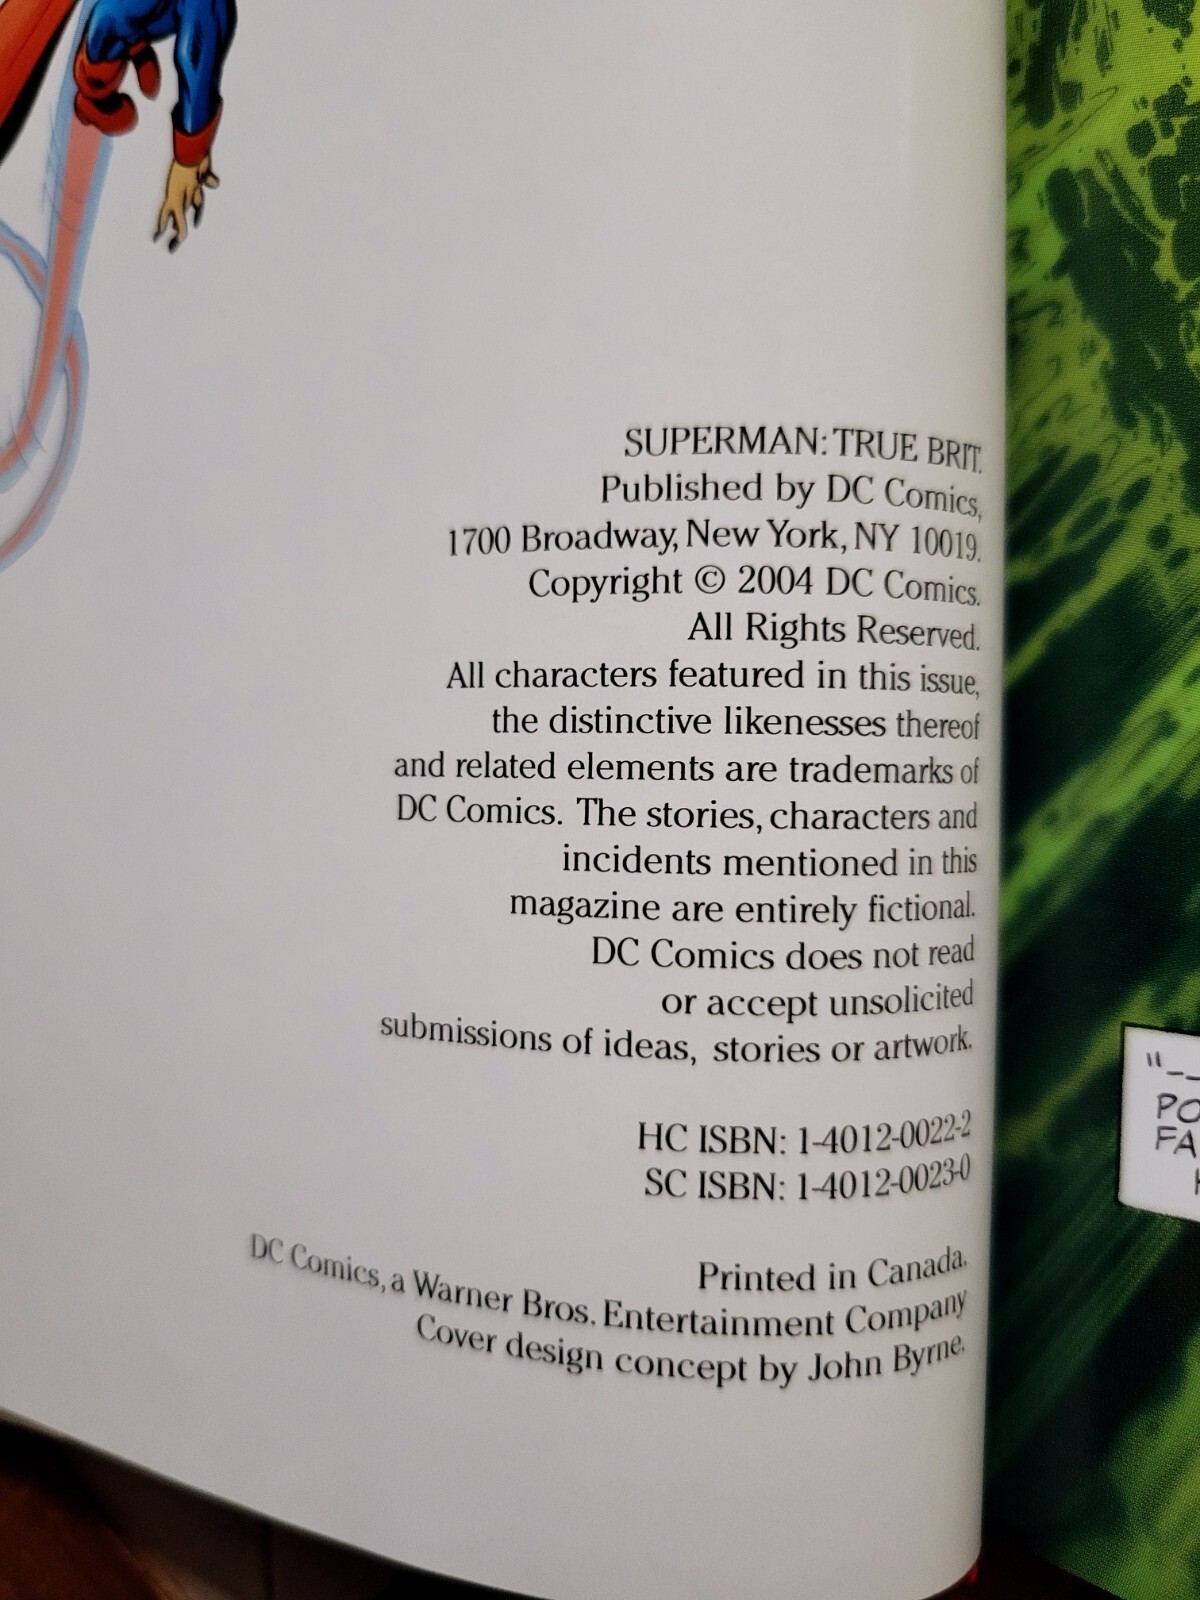 SUPERMAN: TRUE BRIT.
Published by DC Comics,
1700 Broadway, New York, NY 10019.
Copyright © 2004 DC Comics.
All Rights Reserved.
All characters featured in this issue,
the distinctive likenesses thereof
and related elements are trademarks of
DC Comics. The stories, characters and
incidents mentioned in this
magazine are entirely fictional.
DC Comics does not read
or accept unsolicited
submissions of ideas, stories or artwork.
HC ISBN: 1-4012-0022-2
SC ISBN: 1-4012-0023-0
Printed in Canada.
DC Comics, a Warner Bros. Entertainment Company
Cover design concept by John Byrne.
"--
PO
FA